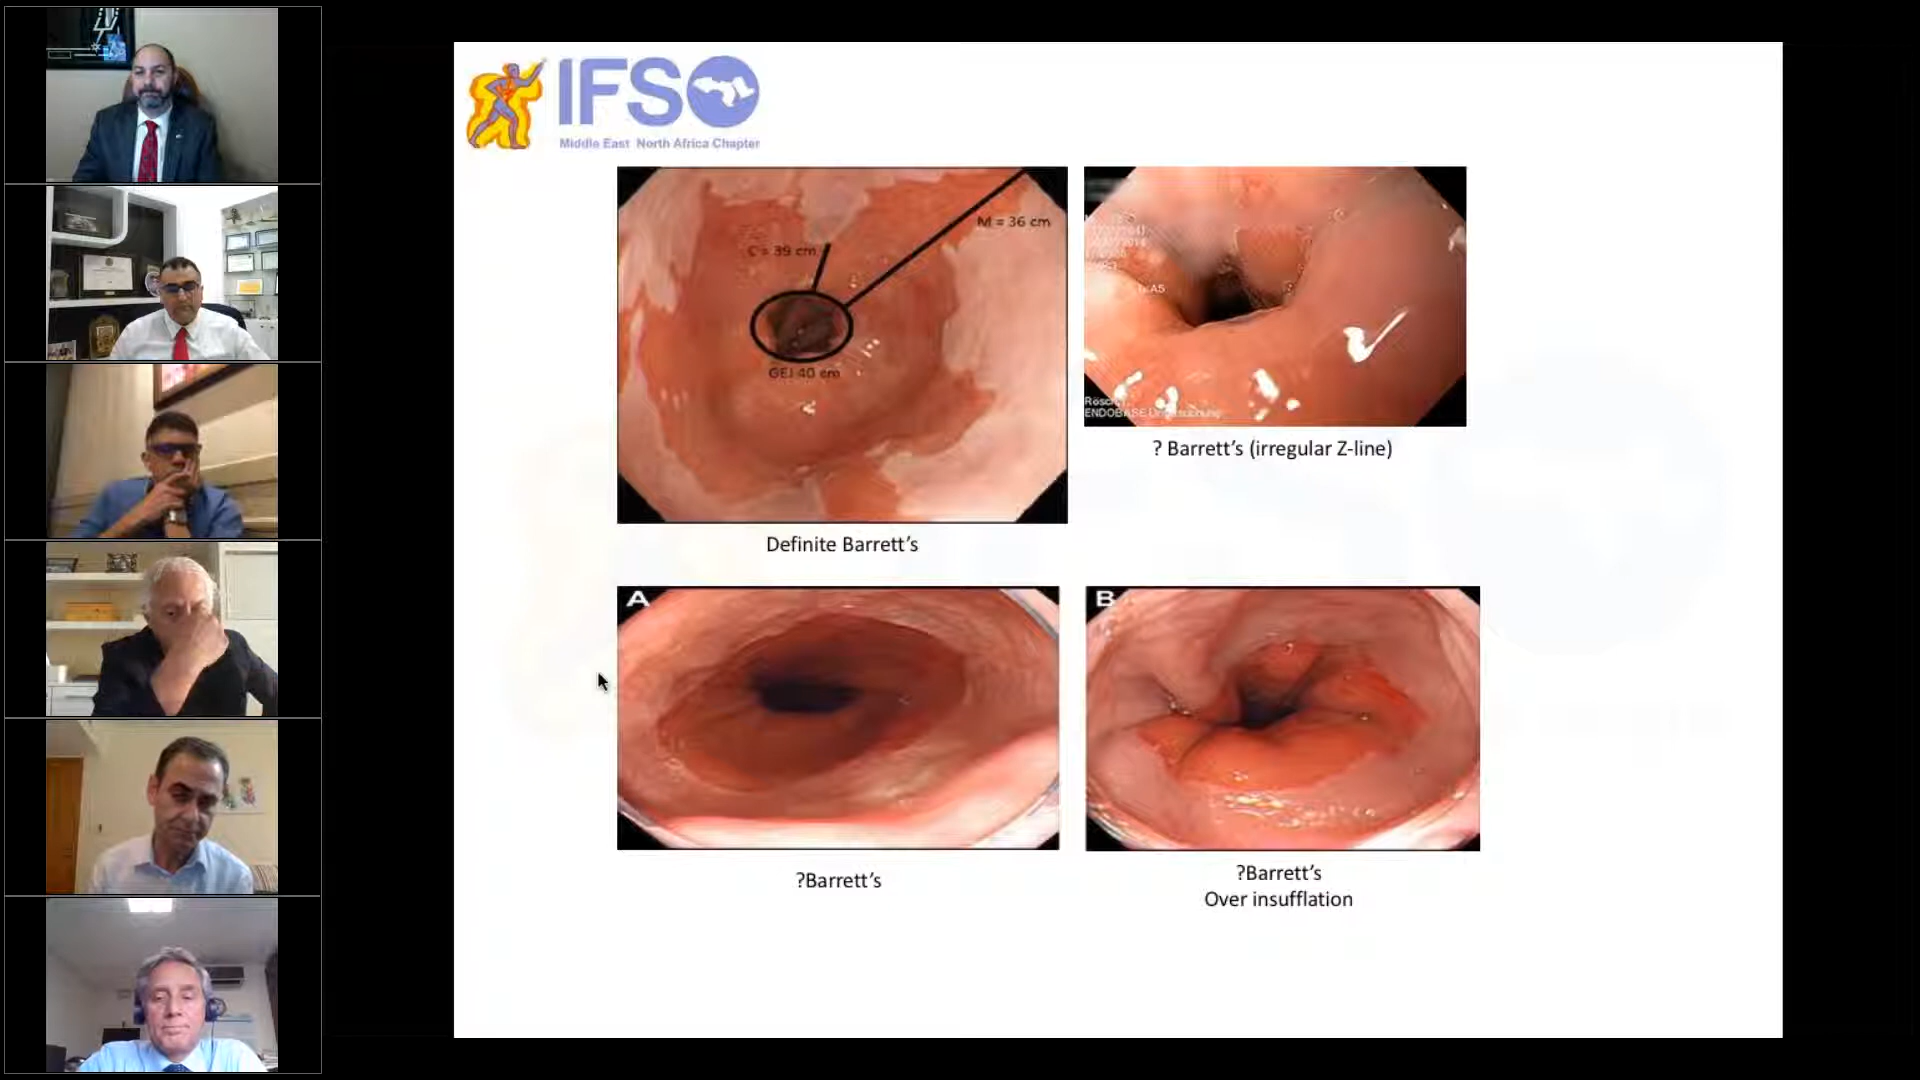 IFSO
Middle East North Africa Chapter
M = 36 cm
C = 39 cm
GEJ 40 cm
Definite Barrett's
ENDOBASE
? Barrett's (irregular Z-line)
A
B
?Barrett's
?Barrett's
Over insufflation